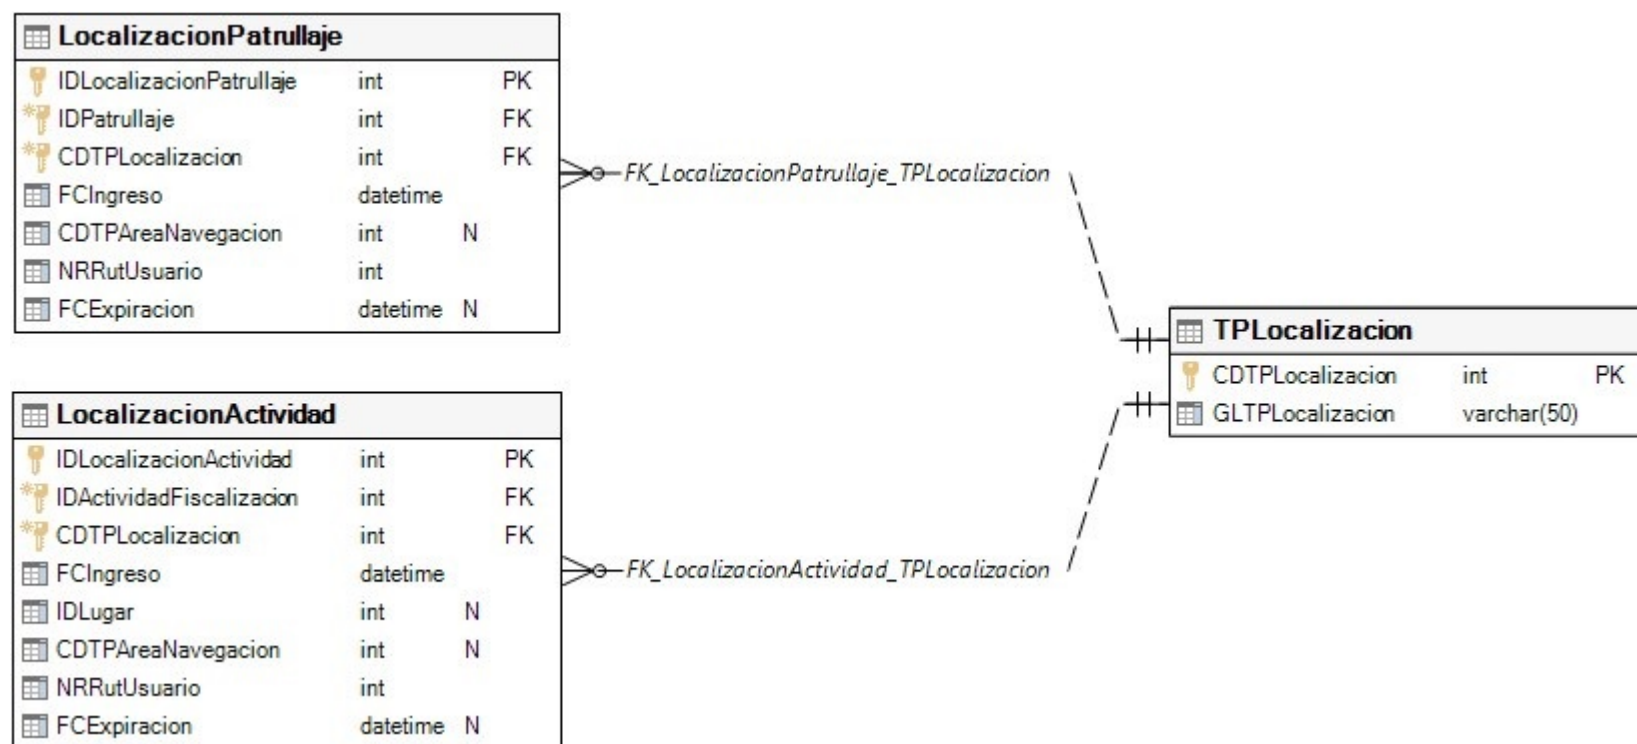 LocalizacionPatrullaje
IDLocalizacionPatrullaje int PK
IDPatrullaje int FK
CDTPLocalizacion int FK
FCIngreso datetime
CDTPAreaNavegacion int N
NRRutUsuario int
FCExpiracion datetime N
FK_LocalizacionPatrullaje_TPLocalizacion
TPLocalizacion
CDTPLocalizacion int PK
GLTPLocalizacion varchar(50)
LocalizacionActividad
IDLocalizacionActividad int PK
IDActividadFiscalizacion int FK
CDTPLocalizacion int FK
FCIngreso datetime
IDLugar int N
CDTPAreaNavegacion int N
NRRutUsuario int
FCExpiracion datetime N
FK_LocalizacionActividad_TPLocalizacion